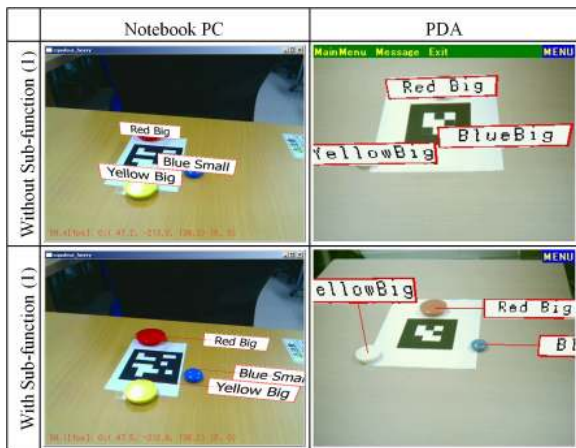 Notebook PC
PDA
Without Sub-function (1)
MainMenu Message Exit
MENU
Red Big
Blue Small
Yellow Big
Red Big
BlueBig
YellowBig
With Sub-function (1)
Red Big
Blue Smal
Yellow Big
MENU
ellowBig
Red Big
Bl